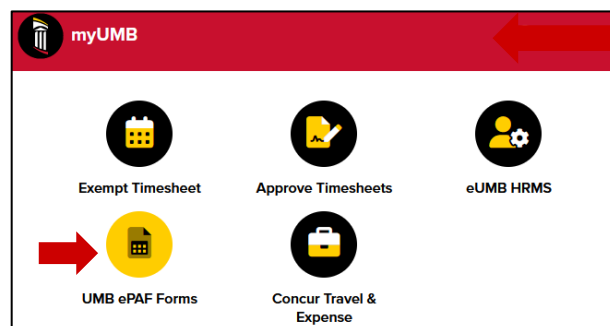 myUMB
Exempt Timesheet
Approve Timesheets
eUMB HRMS
UMB ePAF Forms
Concur Travel &
Expense